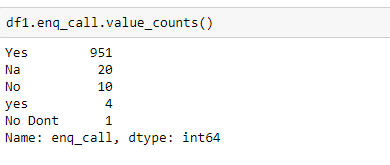 df1.enq_call.value_counts()
Yes 951
Na 20
No 10
yes 4
No Dont 1
Name: enq_call, dtype: int64